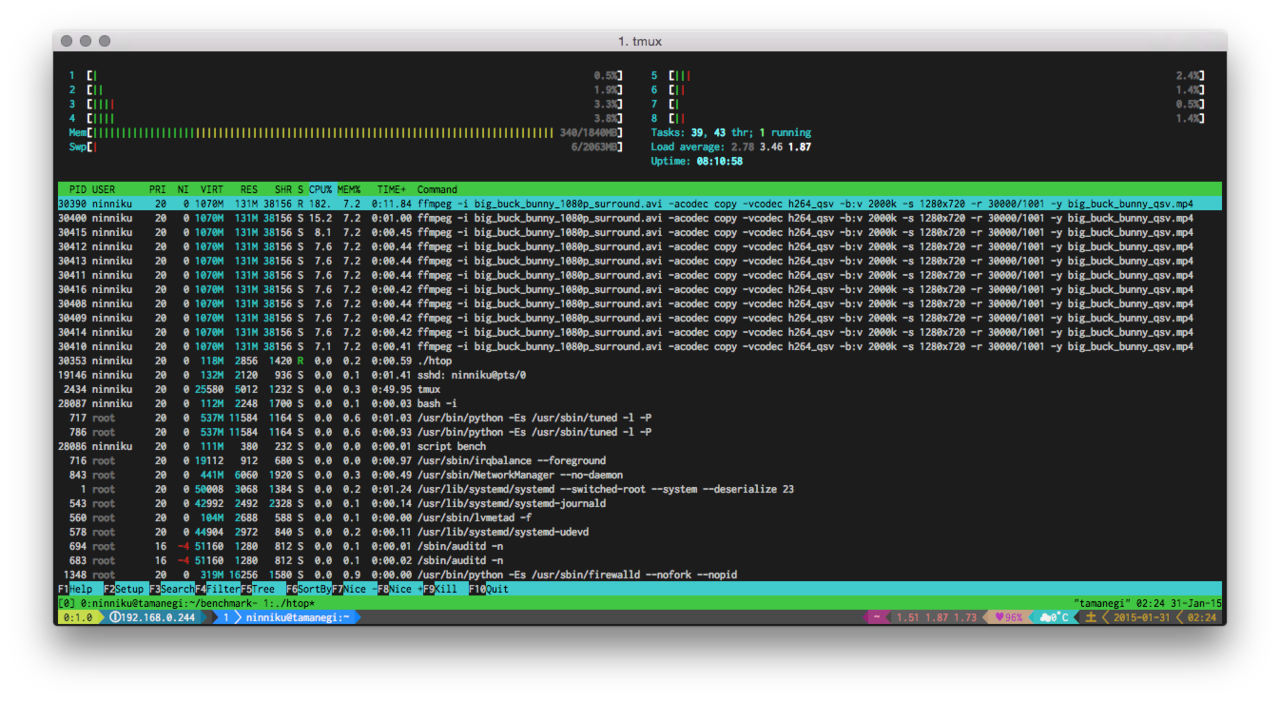 1. tmux
1 [| 0.5%] 5 [||| 2.4%]
2 [|| 1.9%] 6 [|| 1.4%]
3 [|||| 3.3%] 7 [| 0.5%]
4 [|||| 3.8%] 8 [|| 1.4%]
Mem[ 340/1840MB] Tasks: 39, 43 thr; 1 running
Swp[| 6/2063MB] Load average: 2.78 3.46 1.87
Uptime: 08:10:58
PID USER PRI NI VIRT RES SHR S CPU% MEM% TIME+ Command
30390 ninniku 20 0 1070M 131M 38156 R 182. 7.2 0:11.84 ffmpeg -i big_buck_bunny_1080p_surround.avi -acodec copy -vcodec h264_qsv -b:v 2000k -s 1280x720 -r 30000/1001 -y big_buck_bunny_qsv.mp4
30400 ninniku 20 0 1070M 131M 38156 S 15.2 7.2 0:01.00 ffmpeg -i big_buck_bunny_1080p_surround.avi -acodec copy -vcodec h264_qsv -b:v 2000k -s 1280x720 -r 30000/1001 -y big_buck_bunny_qsv.mp4
30415 ninniku 20 0 1070M 131M 38156 S 8.1 7.2 0:00.45 ffmpeg -i big_buck_bunny_1080p_surround.avi -acodec copy -vcodec h264_qsv -b:v 2000k -s 1280x720 -r 30000/1001 -y big_buck_bunny_qsv.mp4
30412 ninniku 20 0 1070M 131M 38156 S 7.6 7.2 0:00.44 ffmpeg -i big_buck_bunny_1080p_surround.avi -acodec copy -vcodec h264_qsv -b:v 2000k -s 1280x720 -r 30000/1001 -y big_buck_bunny_qsv.mp4
30413 ninniku 20 0 1070M 131M 38156 S 7.6 7.2 0:00.44 ffmpeg -i big_buck_bunny_1080p_surround.avi -acodec copy -vcodec h264_qsv -b:v 2000k -s 1280x720 -r 30000/1001 -y big_buck_bunny_qsv.mp4
30411 ninniku 20 0 1070M 131M 38156 S 7.6 7.2 0:00.44 ffmpeg -i big_buck_bunny_1080p_surround.avi -acodec copy -vcodec h264_qsv -b:v 2000k -s 1280x720 -r 30000/1001 -y big_buck_bunny_qsv.mp4
30416 ninniku 20 0 1070M 131M 38156 S 7.6 7.2 0:00.42 ffmpeg -i big_buck_bunny_1080p_surround.avi -acodec copy -vcodec h264_qsv -b:v 2000k -s 1280x720 -r 30000/1001 -y big_buck_bunny_qsv.mp4
30408 ninniku 20 0 1070M 131M 38156 S 7.6 7.2 0:00.44 ffmpeg -i big_buck_bunny_1080p_surround.avi -acodec copy -vcodec h264_qsv -b:v 2000k -s 1280x720 -r 30000/1001 -y big_buck_bunny_qsv.mp4
30409 ninniku 20 0 1070M 131M 38156 S 7.6 7.2 0:00.42 ffmpeg -i big_buck_bunny_1080p_surround.avi -acodec copy -vcodec h264_qsv -b:v 2000k -s 1280x720 -r 30000/1001 -y big_buck_bunny_qsv.mp4
30414 ninniku 20 0 1070M 131M 38156 S 7.6 7.2 0:00.42 ffmpeg -i big_buck_bunny_1080p_surround.avi -acodec copy -vcodec h264_qsv -b:v 2000k -s 1280x720 -r 30000/1001 -y big_buck_bunny_qsv.mp4
30410 ninniku 20 0 1070M 131M 38156 S 7.1 7.2 0:00.41 ffmpeg -i big_buck_bunny_1080p_surround.avi -acodec copy -vcodec h264_qsv -b:v 2000k -s 1280x720 -r 30000/1001 -y big_buck_bunny_qsv.mp4
30353 ninniku 20 0 118M 2856 1420 R 0.0 0.2 0:00.59 ./htop
19146 ninniku 20 0 132M 2120 936 S 0.0 0.1 0:01.41 sshd: ninniku@pts/0
2434 ninniku 20 0 25580 5012 1232 S 0.0 0.3 0:49.95 tmux
28087 ninniku 20 0 112M 2248 1700 S 0.0 0.1 0:00.03 bash -i
717 root 20 0 537M 11584 1164 S 0.0 0.6 0:01.03 /usr/bin/python -Es /usr/sbin/tuned -l -P
786 root 20 0 537M 11584 1164 S 0.0 0.6 0:00.93 /usr/bin/python -Es /usr/sbin/tuned -l -P
28086 ninniku 20 0 111M 380 232 S 0.0 0.0 0:00.01 script bench
716 root 20 0 19112 912 680 S 0.0 0.0 0:00.97 /usr/sbin/irqbalance --foreground
843 root 20 0 441M 6060 1920 S 0.0 0.3 0:00.49 /usr/sbin/NetworkManager --no-daemon
1 root 20 0 50008 3068 1384 S 0.0 0.2 0:01.24 /usr/lib/systemd/systemd --switched-root --system --deserialize 23
543 root 20 0 42992 2492 2328 S 0.0 0.1 0:00.14 /usr/lib/systemd/systemd-journald
560 root 20 0 104M 2688 588 S 0.0 0.1 0:00.00 /usr/sbin/lvmetad -f
578 root 20 0 44904 2972 840 S 0.0 0.2 0:00.11 /usr/lib/systemd/systemd-udevd
694 root 16 -4 51160 1280 812 S 0.0 0.1 0:00.01 /sbin/auditd -n
683 root 16 -4 51160 1280 812 S 0.0 0.1 0:00.02 /sbin/auditd -n
1348 root 20 0 319M 16256 1580 S 0.0 0.9 0:00.00 /usr/bin/python -Es /usr/sbin/firewalld --nofork --nopid
F1Help F2Setup F3SearchF4FilterF5Tree F6SortByF7Nice -F8Nice +F9Kill F10Quit
[0] 0:ninniku@tamanegi:~/benchmark- 1:./htop* "tamanegi" 02:24 31-Jan-15
0:1.0 192.168.0.244 1 ninniku@tamanegi:~ ~ 1.51 1.87 1.73 ♥96% 0°C 土 2015-01-31 02:24